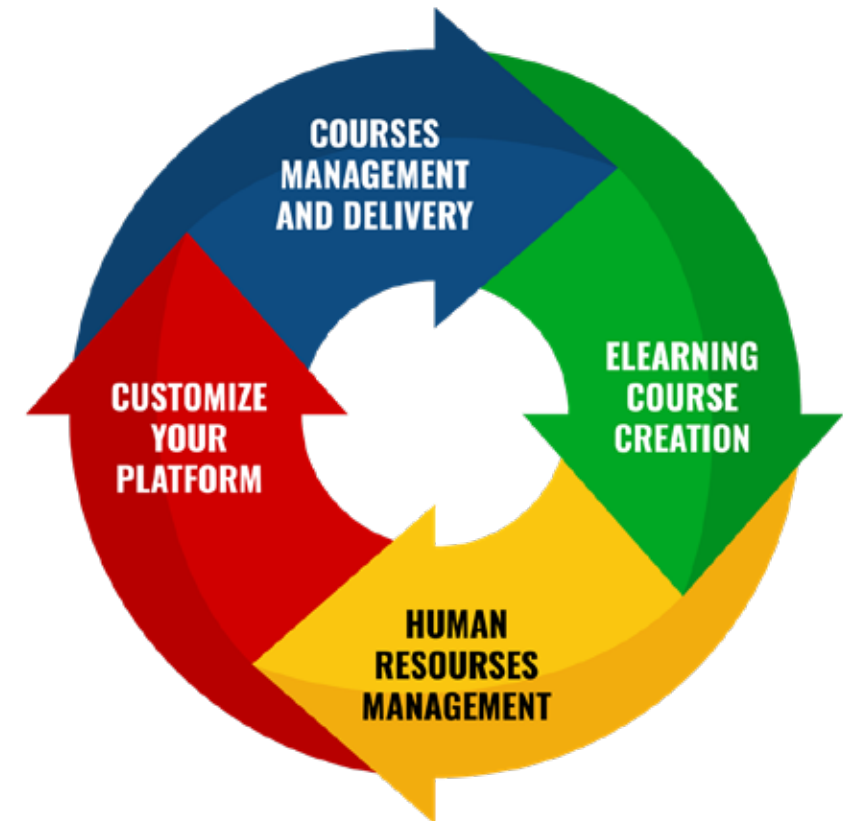 COURSES
MANAGEMENT
AND DELIVERY
ELEARNING
COURSE
CREATION
HUMAN
RESOURSES
MANAGEMENT
CUSTOMIZE
YOUR
PLATFORM